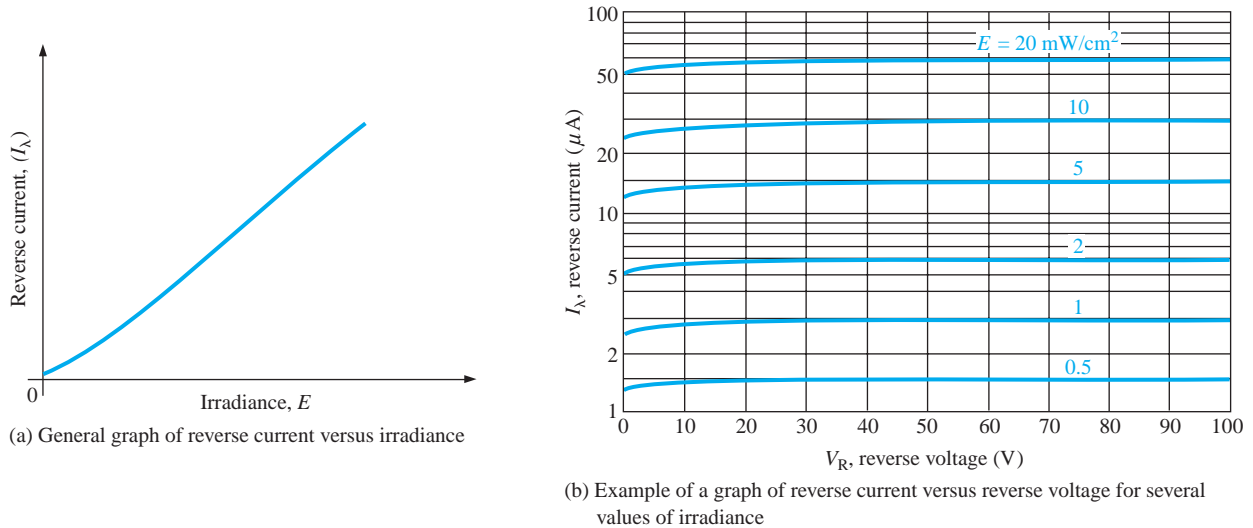 Reverse current, (I_λ)
0
Irradiance, E
(a) General graph of reverse current versus irradiance
I_λ, reverse current (μA)
100
50
20
10
5
2
1
E = 20 mW/cm²
10
5
2
1
0.5
0 10 20 30 40 50 60 70 80 90 100
V_R, reverse voltage (V)
(b) Example of a graph of reverse current versus reverse voltage for several
values of irradiance